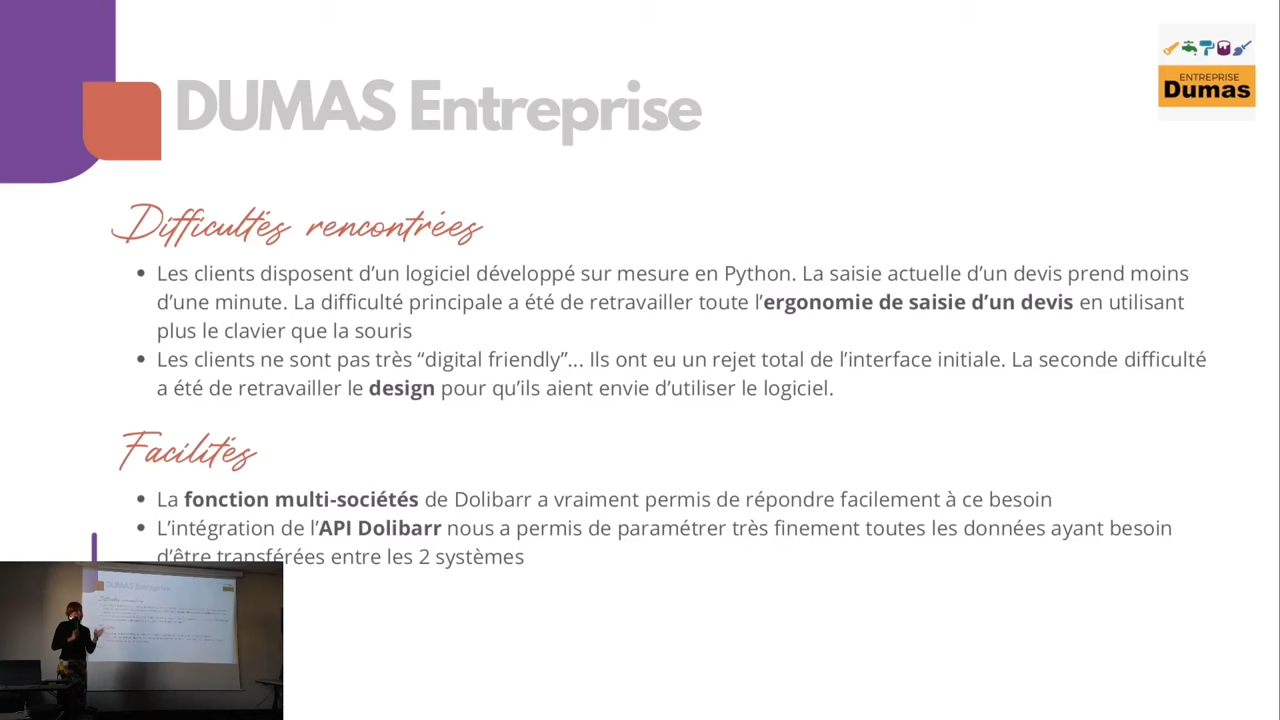 DUMAS Entreprise
ENTREPRISE
Dumas
Difficultés rencontrées
• Les clients disposent d’un logiciel développé sur mesure en Python. La saisie actuelle d’un devis prend moins
d’une minute. La difficulté principale a été de retravailler toute l’ergonomie de saisie d’un devis en utilisant
plus le clavier que la souris
• Les clients ne sont pas très “digital friendly”... Ils ont eu un rejet total de l’interface initiale. La seconde difficulté
a été de retravailler le design pour qu’ils aient envie d’utiliser le logiciel.
Facilités
• La fonction multi-sociétés de Dolibarr a vraiment permis de répondre facilement à ce besoin
• L’intégration de l’API Dolibarr nous a permis de paramétrer très finement toutes les données ayant besoin
d’être transférées entre les 2 systèmes
DUMAS Entreprise